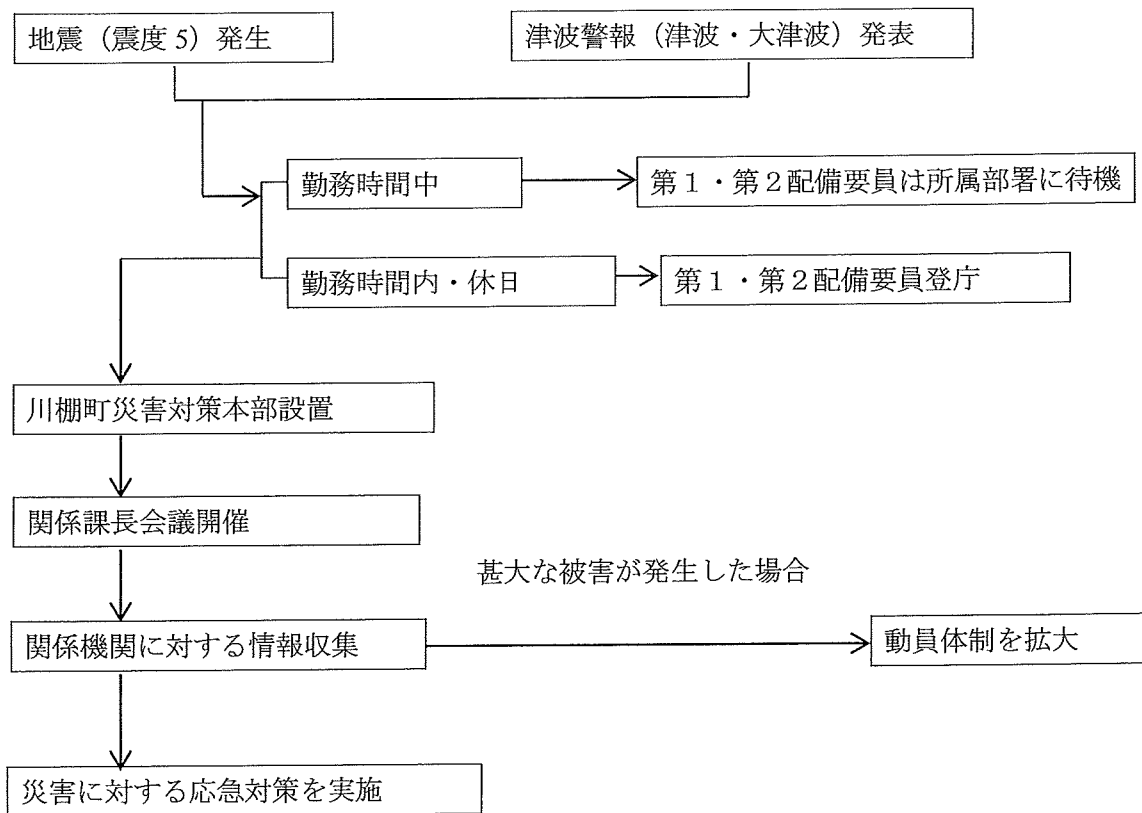 地震（震度5）発生
津波警報（津波・大津波）発表
勤務時間中
第１・第２配備要員は所属部署に待機
勤務時間内・休日
第１・第２配備要員登庁
川棚町災害対策本部設置
関係課長会議開催
甚大な被害が発生した場合
関係機関に対する情報収集
動員体制を拡大
災害に対する応急対策を実施